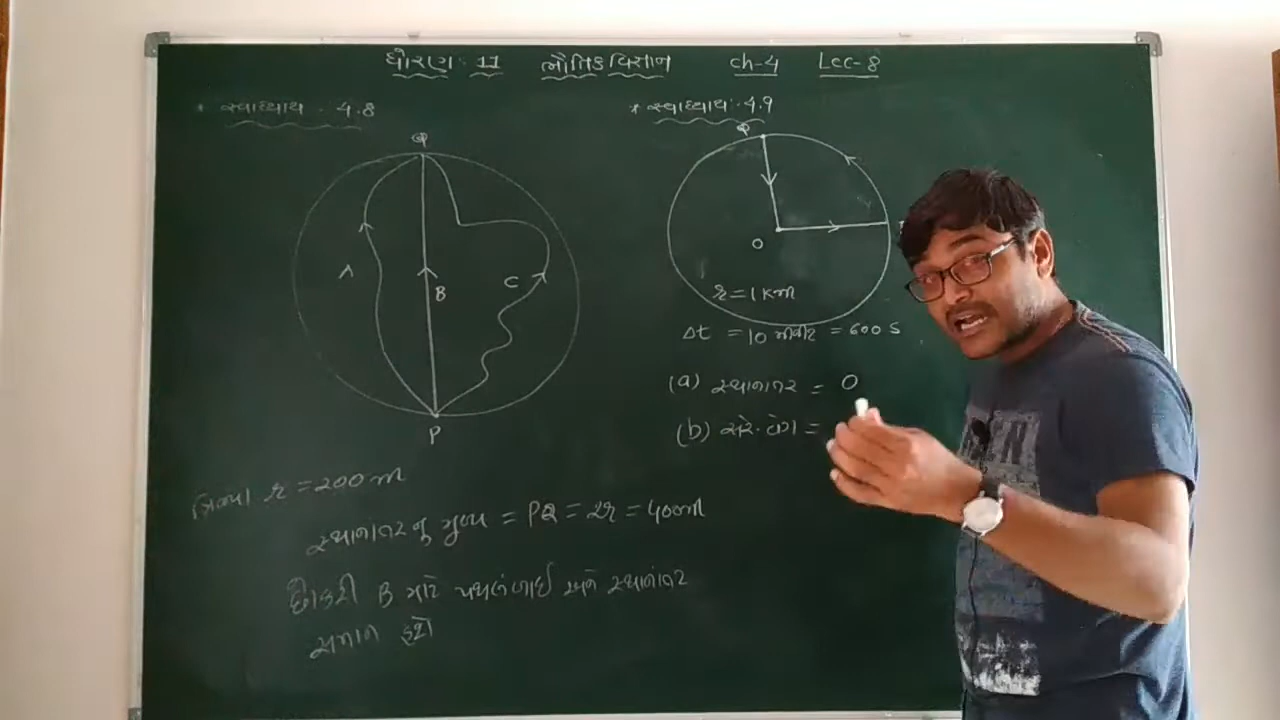 ધોરણ : 11 ભૌતિકવિજ્ઞાન ch-4 Lec-8
* સ્વાધ્યાય - 4.8
Q
A
B
C
P
ત્રિજ્યા r = 200 m
સ્થાનાંતરનું મુલ્ય = PQ = 2r = 400m
છોકરી B માટે પથલંબાઈ અને સ્થાનાંતર
સમાન હશે
* સ્વાધ્યાય - 4.9
Q
O
r = 1 km
Δt = 10 મીનીટ = 600 s
(a) સ્થાનાંતર = 0
(b) સરે. વેગ =